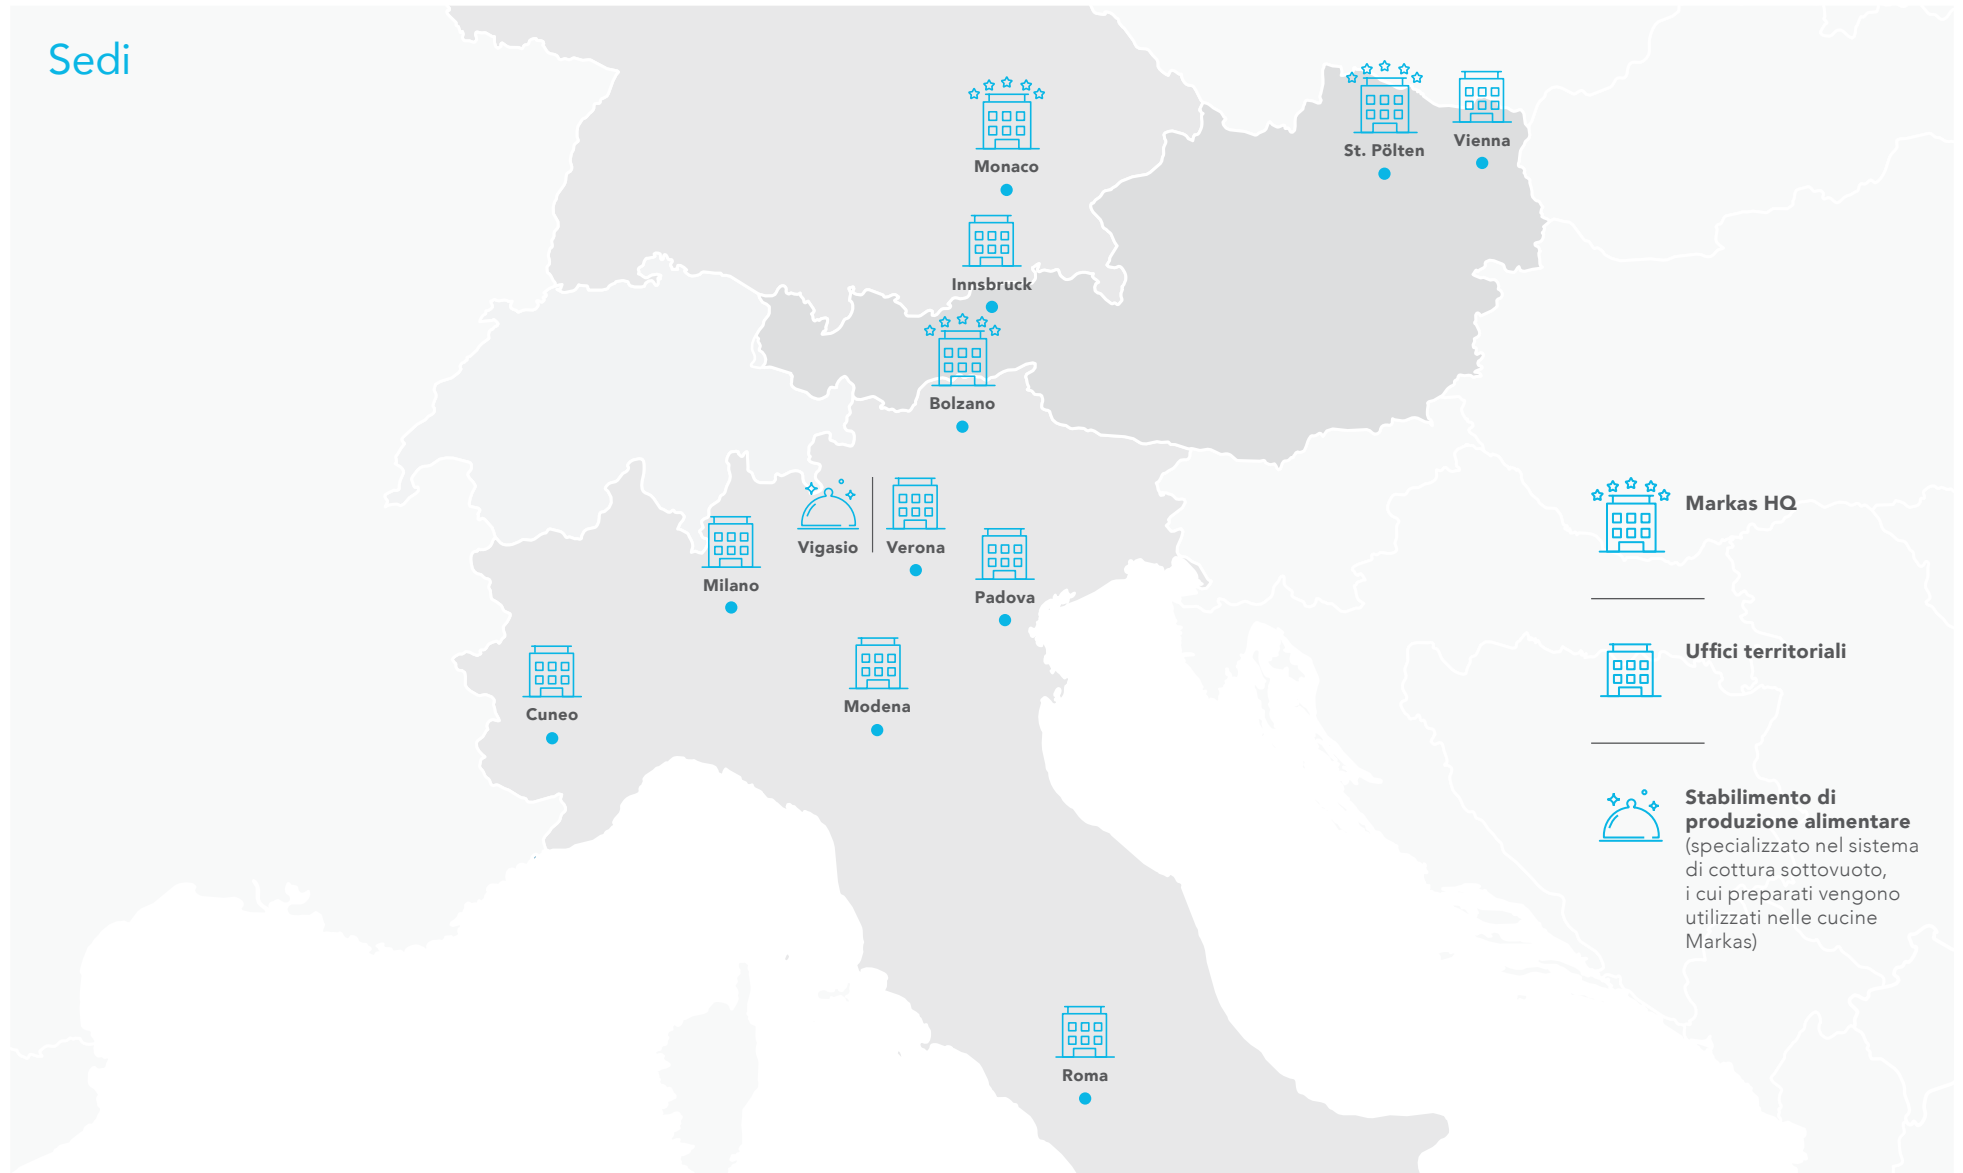 Sedi
Monaco
St. Pölten
Vienna
Innsbruck
Bolzano
Vigasio
Verona
Milano
Padova
Cuneo
Modena
Roma
Markas HQ
Uffici territoriali
Stabilimento di
produzione alimentare
(specializzato nel sistema
di cottura sottovuoto,
i cui preparati vengono
utilizzati nelle cucine
Markas)